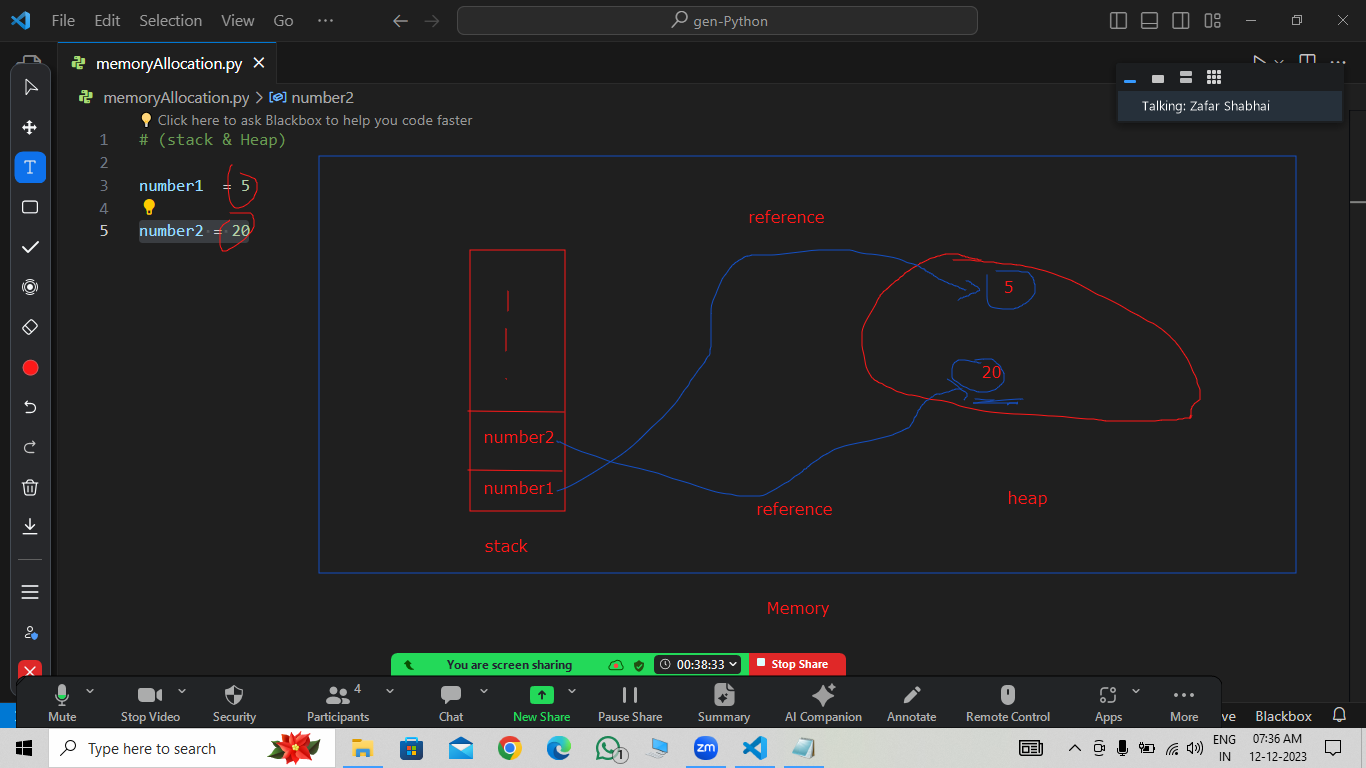 File Edit Selection View Go ···
gen-Python
memoryAllocation.py
memoryAllocation.py > number2
Talking: Zafar Shabhai
Click here to ask Blackbox to help you code faster
1 # (stack & Heap)
2
3 number1  = 5
4
5 number2 = 20
reference
5
20
number2
number1
reference
heap
stack
Memory
You are screen sharing
00:38:33
Stop Share
Mute
Stop Video
Security
Participants 4
Chat
New Share
Pause Share
Summary
AI Companion
Annotate
Remote Control
Apps
More
ve Blackbox
Type here to search
1
zm
ENG
IN
07:36 AM
12-12-2023